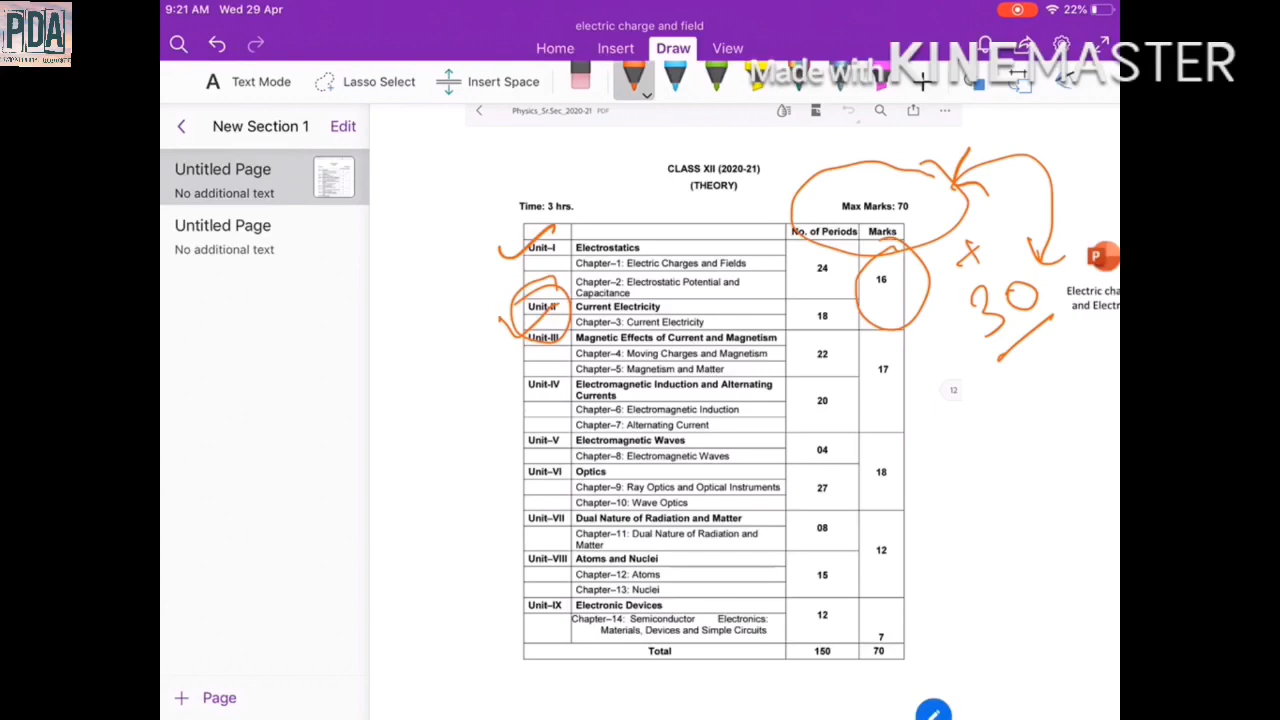 9:21 AM Wed 29 Apr
22%
PDA
electric charge and field
Home Insert Draw View
Made with KINEMASTER
Text Mode Lasso Select Insert Space
New Section 1 Edit
Physics_Sr.Sec_2020-21 PDF
Untitled Page
No additional text
Untitled Page
No additional text
CLASS XII (2020-21)
(THEORY)
Time: 3 hrs. Max Marks: 70
No. of Periods Marks
Unit–I Electrostatics 24 16
Chapter–1: Electric Charges and Fields
Chapter–2: Electrostatic Potential and
Capacitance
Unit-II Current Electricity 18
Chapter–3: Current Electricity
Unit-III Magnetic Effects of Current and Magnetism 22 17
Chapter–4: Moving Charges and Magnetism
Chapter–5: Magnetism and Matter
Unit-IV Electromagnetic Induction and Alternating
Currents 20
Chapter–6: Electromagnetic Induction
Chapter–7: Alternating Current
Unit–V Electromagnetic Waves 04 18
Chapter–8: Electromagnetic Waves
Unit–VI Optics 27
Chapter–9: Ray Optics and Optical Instruments
Chapter–10: Wave Optics
Unit–VII Dual Nature of Radiation and Matter 08 12
Chapter–11: Dual Nature of Radiation and
Matter
Unit–VIII Atoms and Nuclei 15
Chapter–12: Atoms
Chapter–13: Nuclei
Unit–IX Electronic Devices 12 7
Chapter–14: Semiconductor Electronics:
Materials, Devices and Simple Circuits
Total 150 70
30
12
P
Electric cha
and Electr
Page